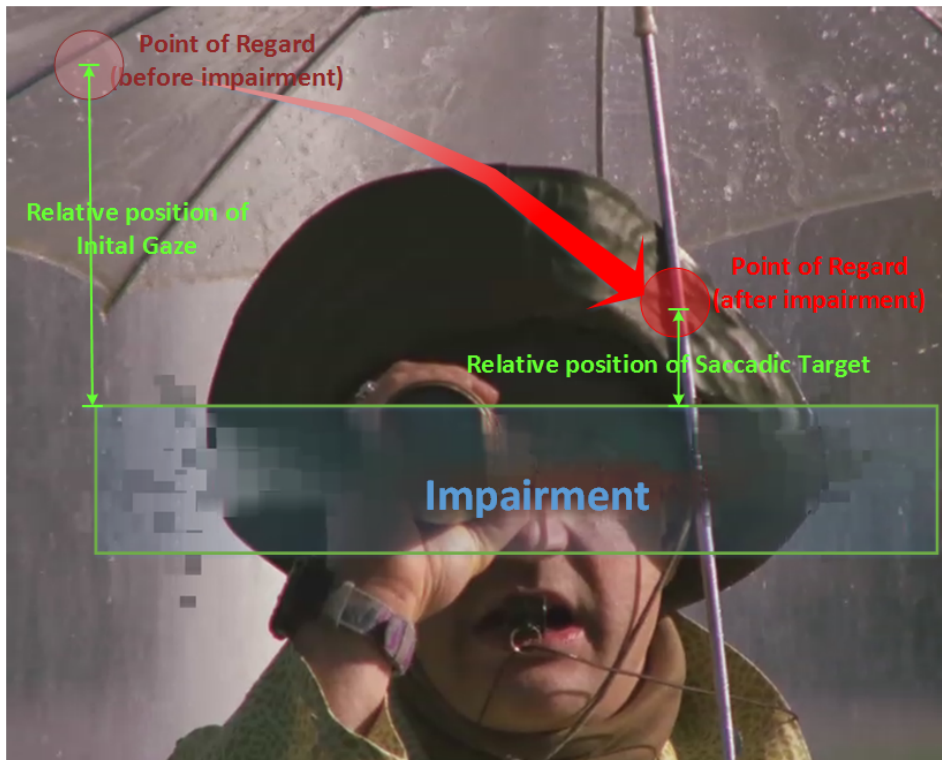 Point of Regard
(before impairment)
Relative position of
Inital Gaze
Point of Regard
(after impairment)
Relative position of Saccadic Target
Impairment